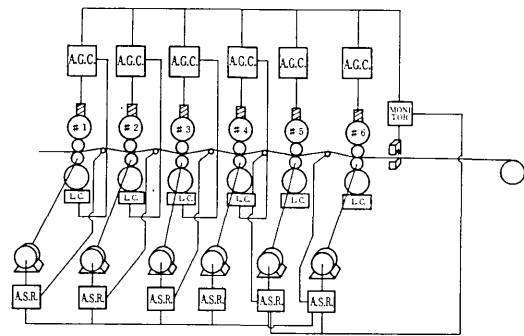 A.G.C. A.G.C. A.G.C. A.G.C. A.G.C. A.G.C.
MONI
TOR
#1 #2 #3 #4 #5 #6
L.C. L.C. L.C. L.C. L.C. L.C.
A.S.R. A.S.R. A.S.R. A.S.R. A.S.R. A.S.R.